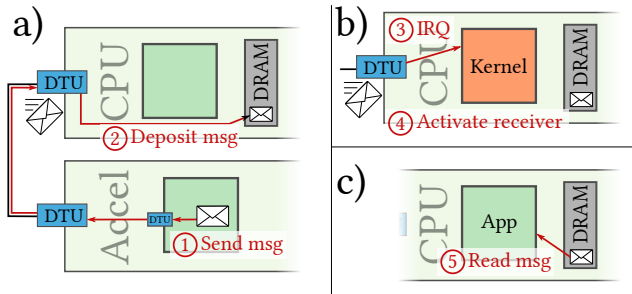 a)
DTU
CPU
DRAM
② Deposit msg
DTU
Accel
DTU
① Send msg
b)
③ IRQ
DTU
CPU
Kernel
DRAM
④ Activate receiver
c)
CPU
App
DRAM
⑤ Read msg